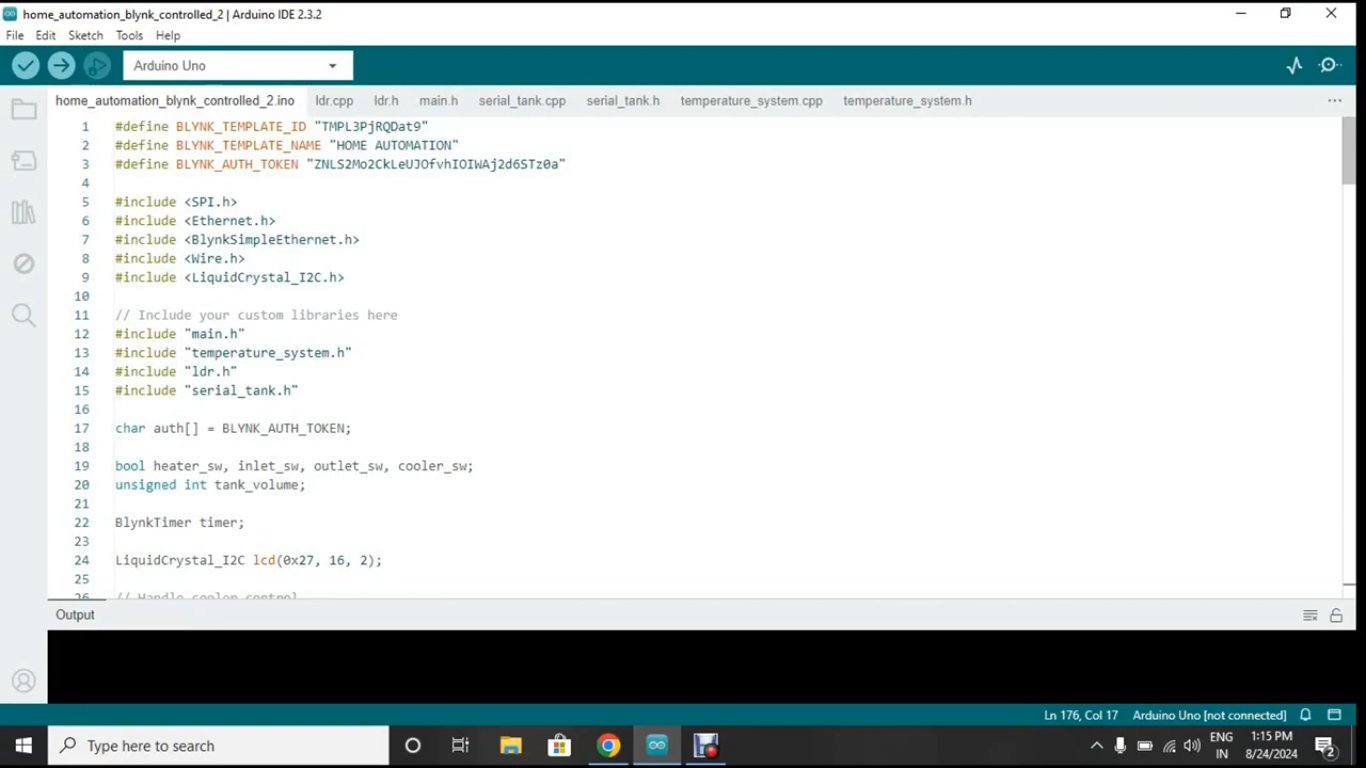 home_automation_blynk_controlled_2 | Arduino IDE 2.3.2
File Edit Sketch Tools Help
Arduino Uno
home_automation_blynk_controlled_2.ino ldr.cpp ldr.h main.h serial_tank.cpp serial_tank.h temperature_system.cpp temperature_system.h
1 #define BLYNK_TEMPLATE_ID "TMPL3PjRQDat9"
2 #define BLYNK_TEMPLATE_NAME "HOME AUTOMATION"
3 #define BLYNK_AUTH_TOKEN "ZNLS2Mo2CkLeUJOfvhIOIWAj2d6STz0a"
4
5 #include <SPI.h>
6 #include <Ethernet.h>
7 #include <BlynkSimpleEthernet.h>
8 #include <Wire.h>
9 #include <LiquidCrystal_I2C.h>
10
11 // Include your custom libraries here
12 #include "main.h"
13 #include "temperature_system.h"
14 #include "ldr.h"
15 #include "serial_tank.h"
16
17 char auth[] = BLYNK_AUTH_TOKEN;
18
19 bool heater_sw, inlet_sw, outlet_sw, cooler_sw;
20 unsigned int tank_volume;
21
22 BlynkTimer timer;
23
24 LiquidCrystal_I2C lcd(0x27, 16, 2);
25
26 // Handle cooler control
Output
Ln 176, Col 17 Arduino Uno [not connected]
Type here to search
ENG
IN
1:15 PM
8/24/2024
2